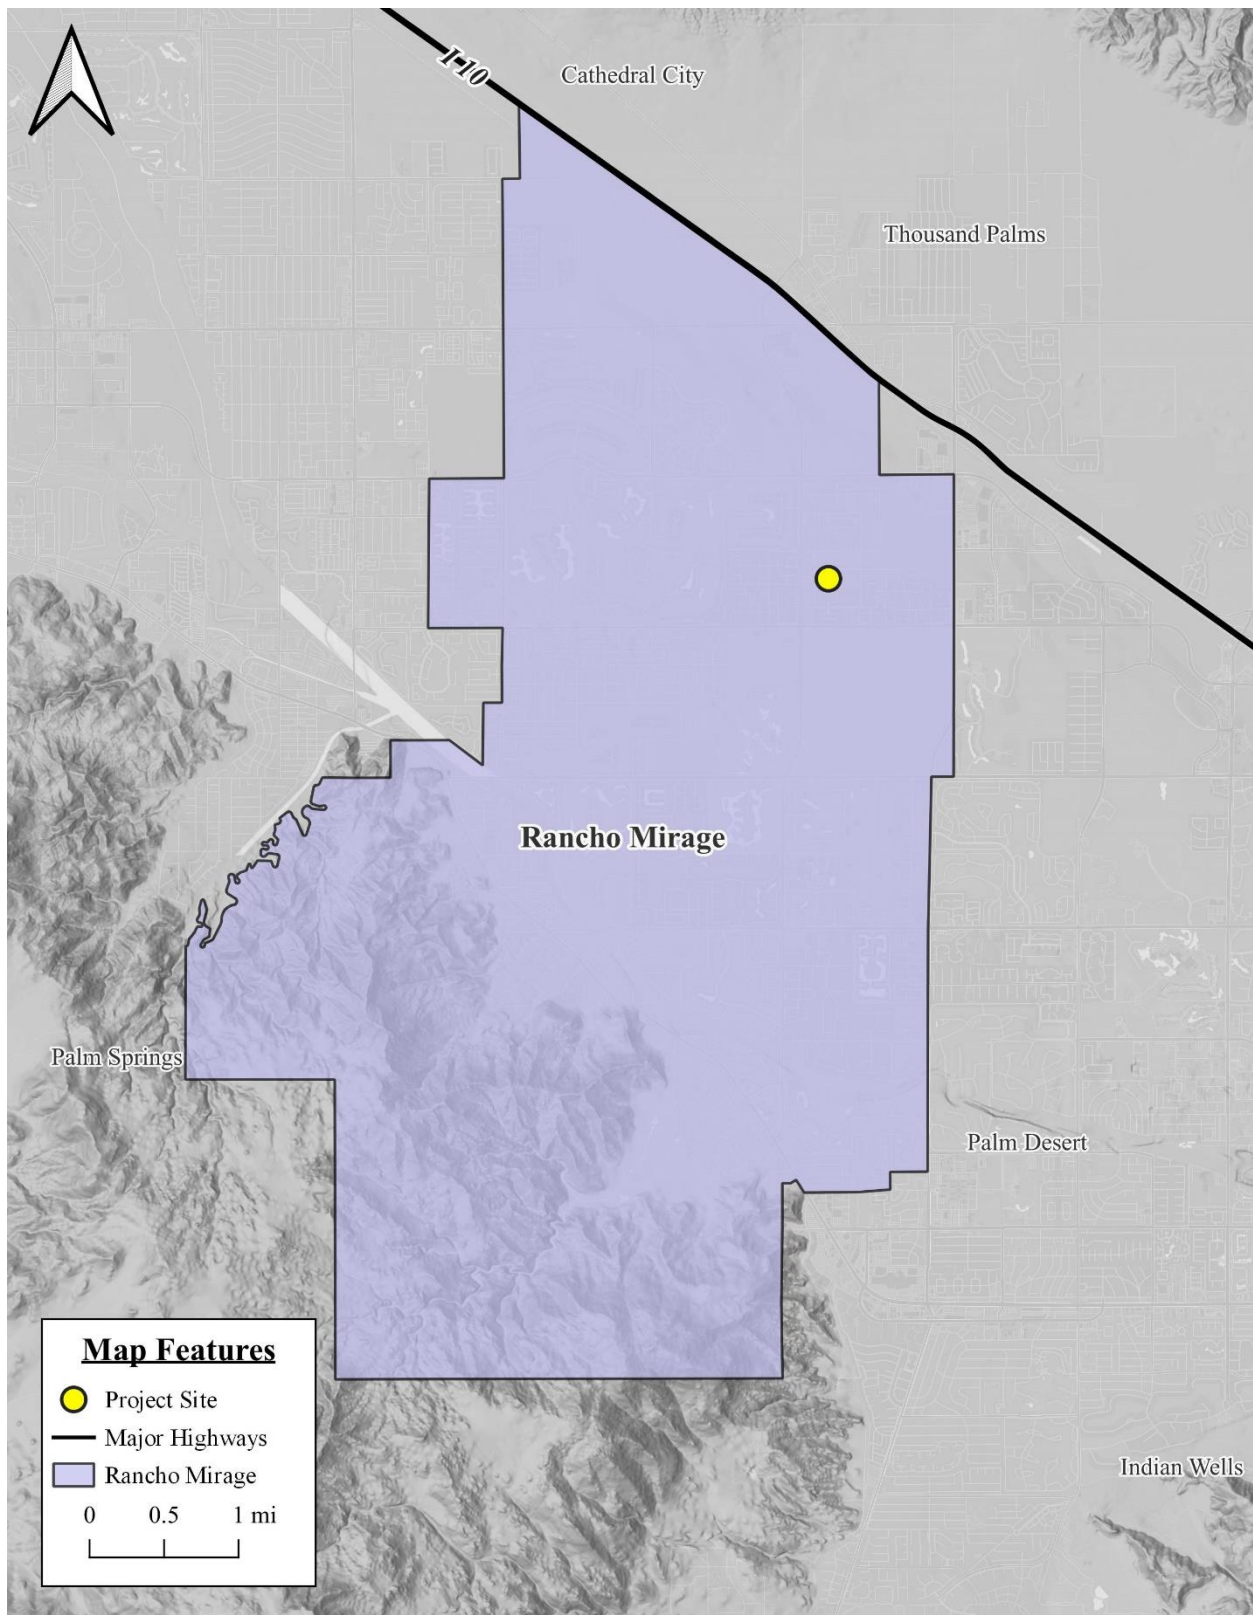 I-10
Cathedral City
Thousand Palms
Rancho Mirage
Palm Springs
Palm Desert
Indian Wells
Map Features
Project Site
Major Highways
Rancho Mirage
0 0.5 1 mi